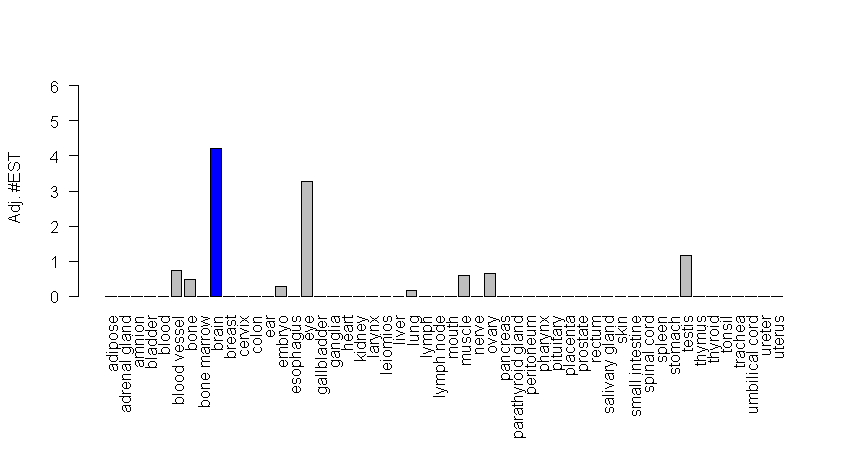 6
5
4
3
2
1
0
Adj. #EST
adipose
adrenal gland
amnion
bladder
blood
blood vessel
bone
bone marrow
brain
breast
cervix
colon
ear
embryo
esophagus
eye
gallbladder
ganglia
heart
kidney
larynx
leiomios
liver
lung
lymph
lymph node
mouth
muscle
nerve
ovary
pancreas
parathyroid gland
peritoneum
pharynx
pituitary
placenta
prostate
rectum
salivary gland
skin
small intestine
spinal cord
spleen
stomach
testis
thymus
thyroid
tonsil
trachea
umbilical cord
ureter
uterus